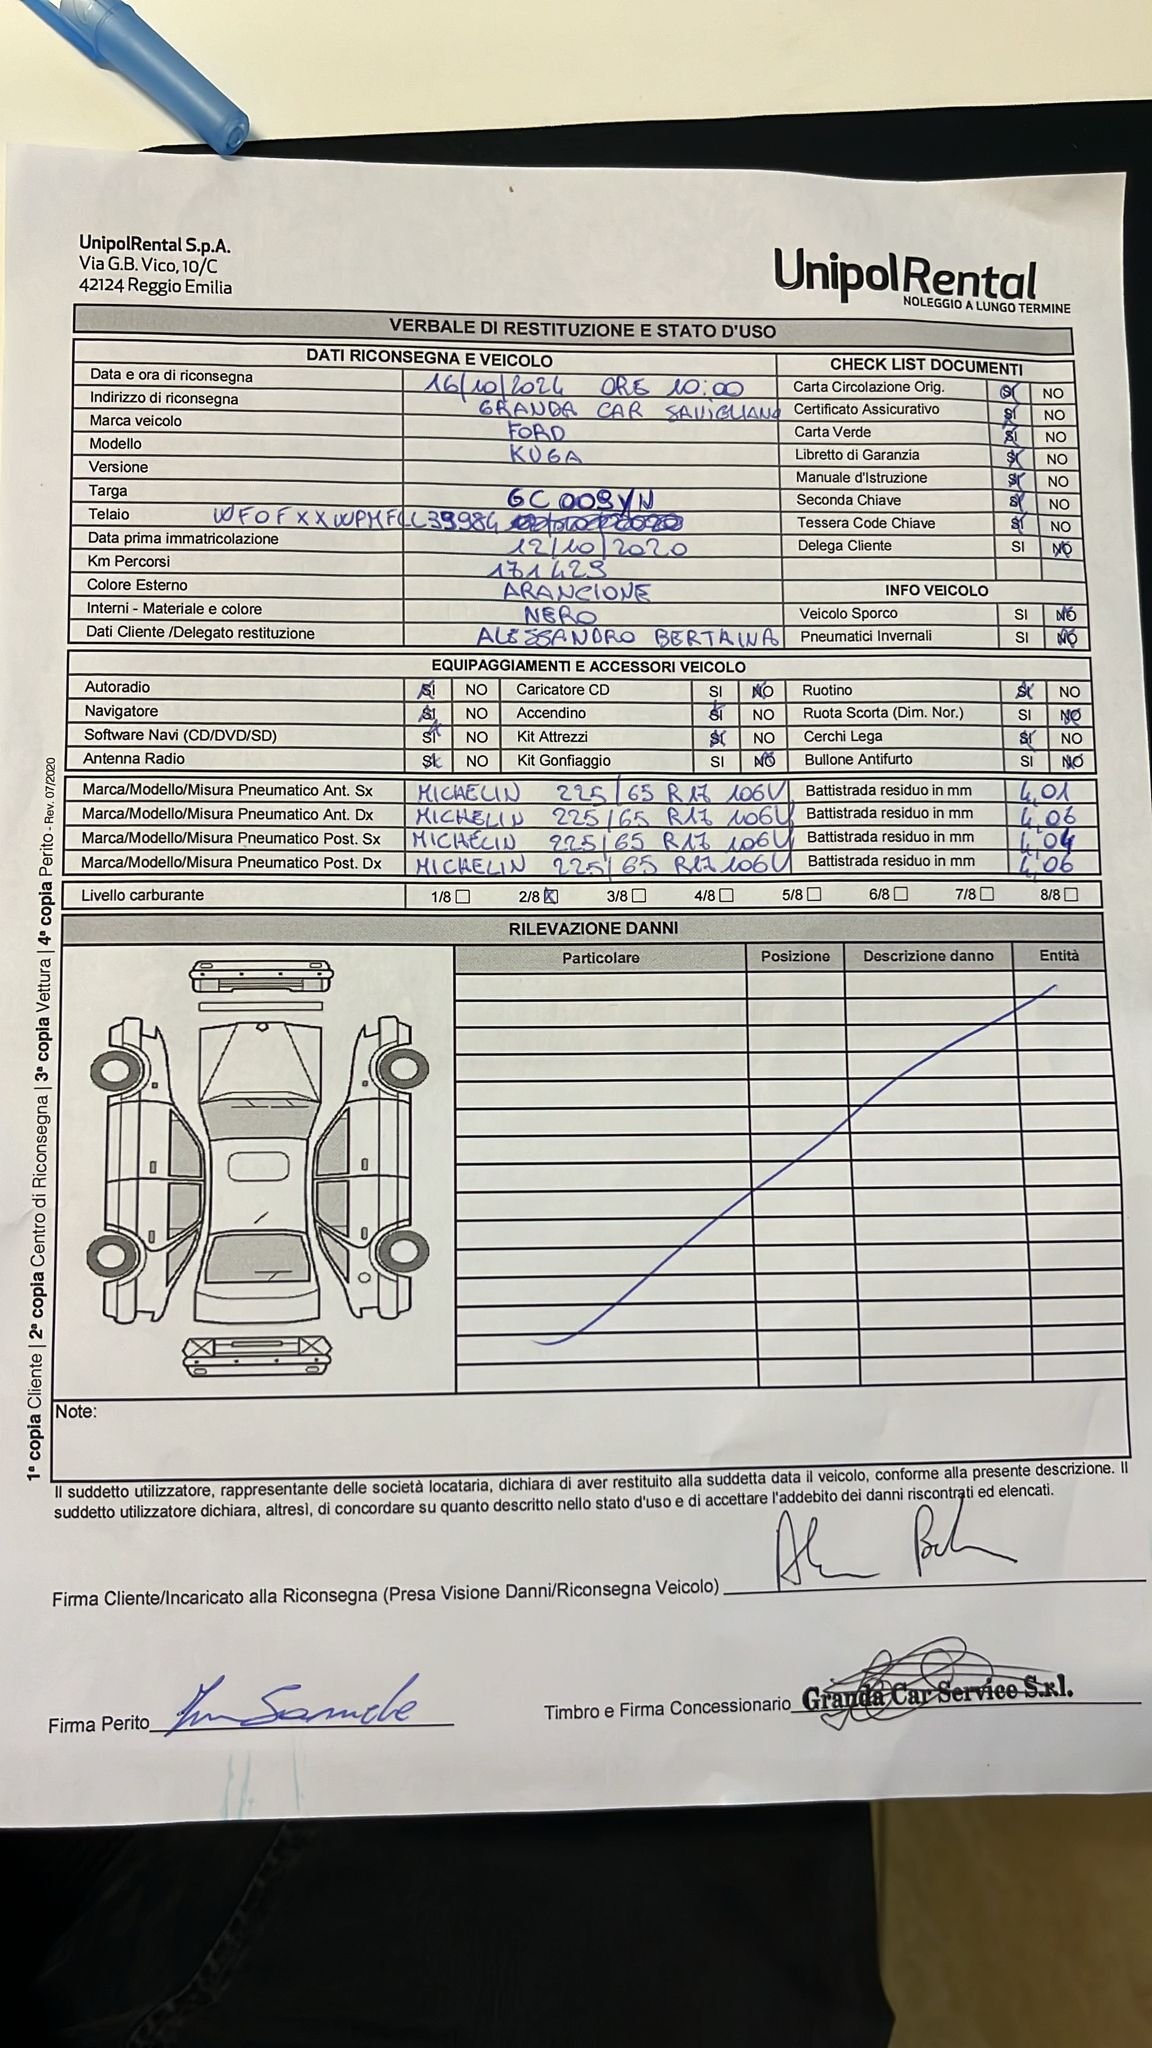 UnipolRental S.p.A.
Via G.B. Vico, 10/C
42124 Reggio Emilia
UnipolRental
NOLEGGIO A LUNGO TERMINE
VERBALE DI RESTITUZIONE E STATO D'USO
DATI RICONSEGNA E VEICOLO
Data e ora di riconsegna 16/10/2024 ORE 10:00
Indirizzo di riconsegna GRANDA CAR SAVIGLIANO
Marca veicolo FORD
Modello KUGA
Versione
Targa GC 009YN
Telaio
Data prima immatricolazione 12/10/2020
Km Percorsi 171429
Colore Esterno ARANCIONE
Interni - Materiale e colore NERO
Dati Cliente /Delegato restituzione ALESSANDRO BERTAINA
CHECK LIST DOCUMENTI
Carta Circolazione Orig. SI NO
Certificato Assicurativo SI NO
Carta Verde SI NO
Libretto di Garanzia SI NO
Manuale d'Istruzione SI NO
Seconda Chiave SI NO
Tessera Code Chiave SI NO
Delega Cliente SI NO
INFO VEICOLO
Veicolo Sporco SI NO
Pneumatici Invernali SI NO
EQUIPAGGIAMENTI E ACCESSORI VEICOLO
Autoradio SI NO Caricatore CD SI NO Ruotino SI NO
Navigatore SI NO Accendino SI NO Ruota Scorta (Dim. Nor.) SI NO
Software Navi (CD/DVD/SD) SI NO Kit Attrezzi SI NO Cerchi Lega SI NO
Antenna Radio SI NO Kit Gonfiaggio SI NO Bullone Antifurto SI NO
Marca/Modello/Misura Pneumatico Ant. Sx MICHELIN 225/65 R17 106V Battistrada residuo in mm 4,01
Marca/Modello/Misura Pneumatico Ant. Dx MICHELIN 225/65 R17 106V Battistrada residuo in mm 4,06
Marca/Modello/Misura Pneumatico Post. Sx MICHELIN 225/65 R17 106V Battistrada residuo in mm 4,04
Marca/Modello/Misura Pneumatico Post. Dx MICHELIN 225/65 R17 106V Battistrada residuo in mm 4,06
Livello carburante 1/8 2/8 3/8 4/8 5/8 6/8 7/8 8/8
RILEVAZIONE DANNI
Particolare Posizione Descrizione danno Entità
Note:
Il suddetto utilizzatore, rappresentante delle società locataria, dichiara di aver restituito alla suddetta data il veicolo, conforme alla presente descrizione. Il
suddetto utilizzatore dichiara, altresì, di concordare su quanto descritto nello stato d'uso e di accettare l'addebito dei danni riscontrati ed elencati.
Firma Cliente/Incaricato alla Riconsegna (Presa Visione Danni/Riconsegna Veicolo)
Firma Perito Samuele
Timbro e Firma Concessionario Granda Car Service S.r.l.
1ª copia Cliente | 2ª copia Centro di Riconsegna | 3ª copia Vettura | 4ª copia Perito - Rev. 07/2020